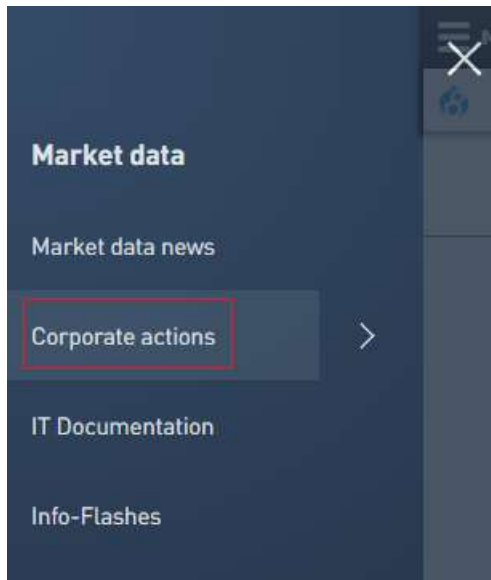 Market data
Market data news
Corporate actions
IT Documentation
Info-Flashes